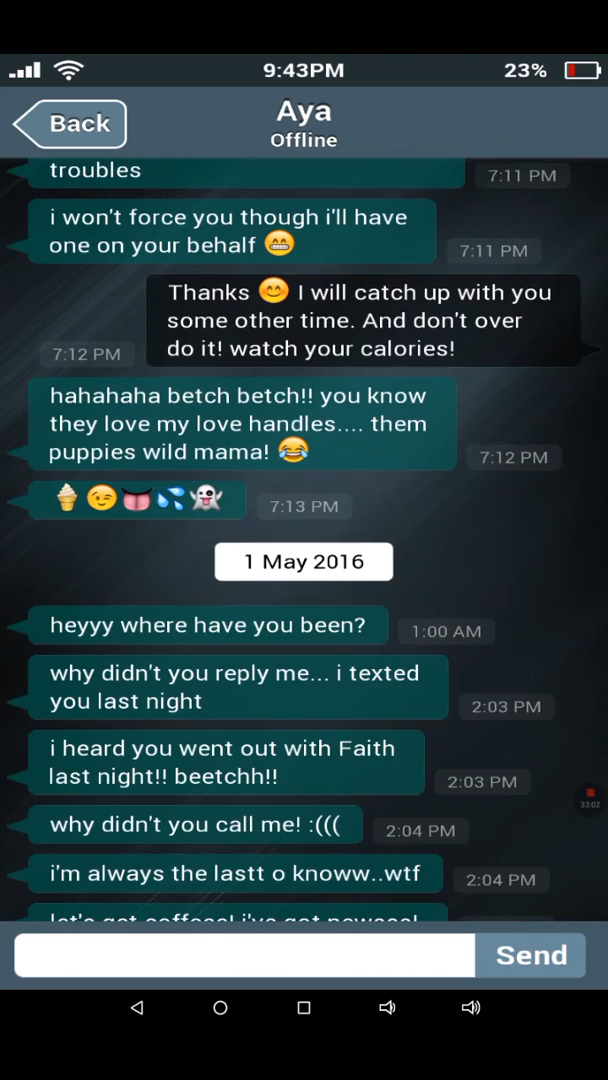 9:43PM
23%
Back
Aya
Offline
troubles
7:11 PM
i won't force you though i'll have
one on your behalf 😁
7:11 PM
Thanks 😊 I will catch up with you
some other time. And don't over
do it! watch your calories!
7:12 PM
hahahaha betch betch!! you know
they love my love handles.... them
puppies wild mama! 😂
7:12 PM
🍦😉👅💦👻
7:13 PM
1 May 2016
heyyy where have you been?
1:00 AM
why didn't you reply me... i texted
you last night
2:03 PM
i heard you went out with Faith
last night!! beetchh!!
2:03 PM
why didn't you call me! :(((
2:04 PM
i'm always the lastt o knoww..wtf
2:04 PM
let's get
i've got
Send
33:02